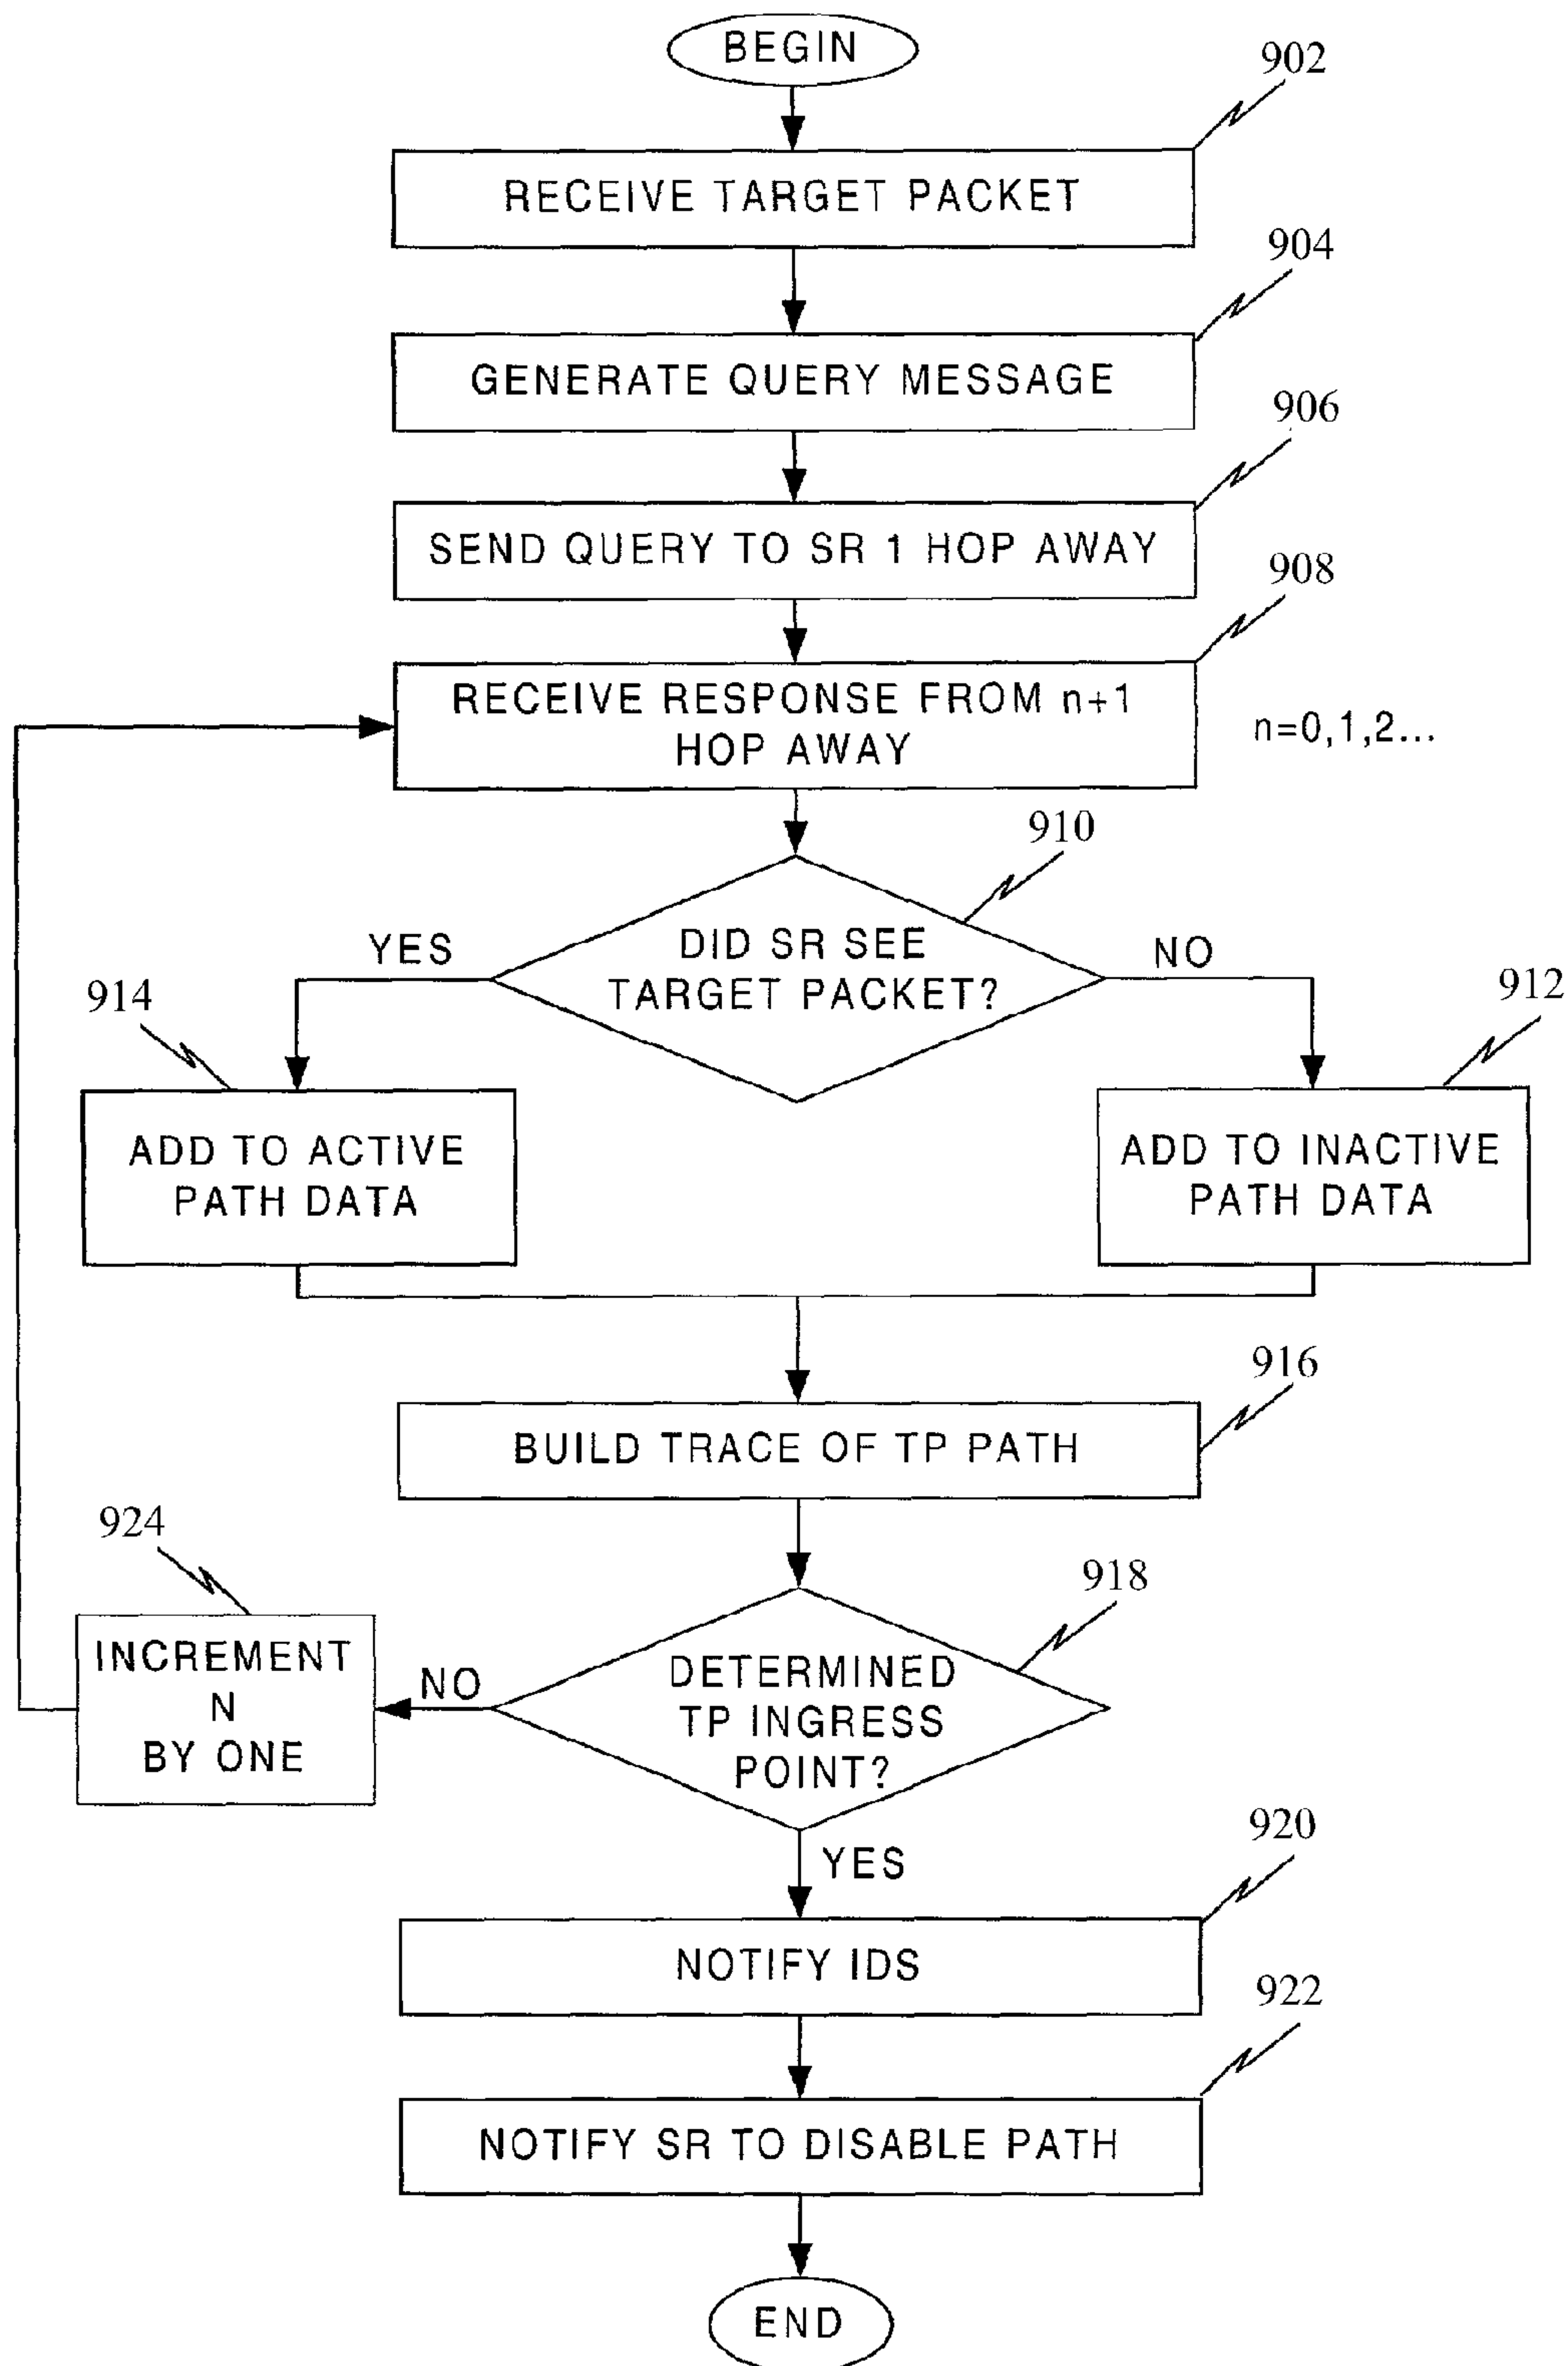 BEGIN
902
RECEIVE TARGET PACKET
904
GENERATE QUERY MESSAGE
906
SEND QUERY TO SR 1 HOP AWAY
908
RECEIVE RESPONSE FROM n+1
HOP AWAY
n=0,1,2...
910
DID SR SEE
TARGET PACKET?
YES
NO
914
912
ADD TO ACTIVE
PATH DATA
ADD TO INACTIVE
PATH DATA
916
BUILD TRACE OF TP PATH
924
918
INCREMENT
N
BY ONE
NO
DETERMINED
TP INGRESS
POINT?
YES
920
NOTIFY IDS
922
NOTIFY SR TO DISABLE PATH
END